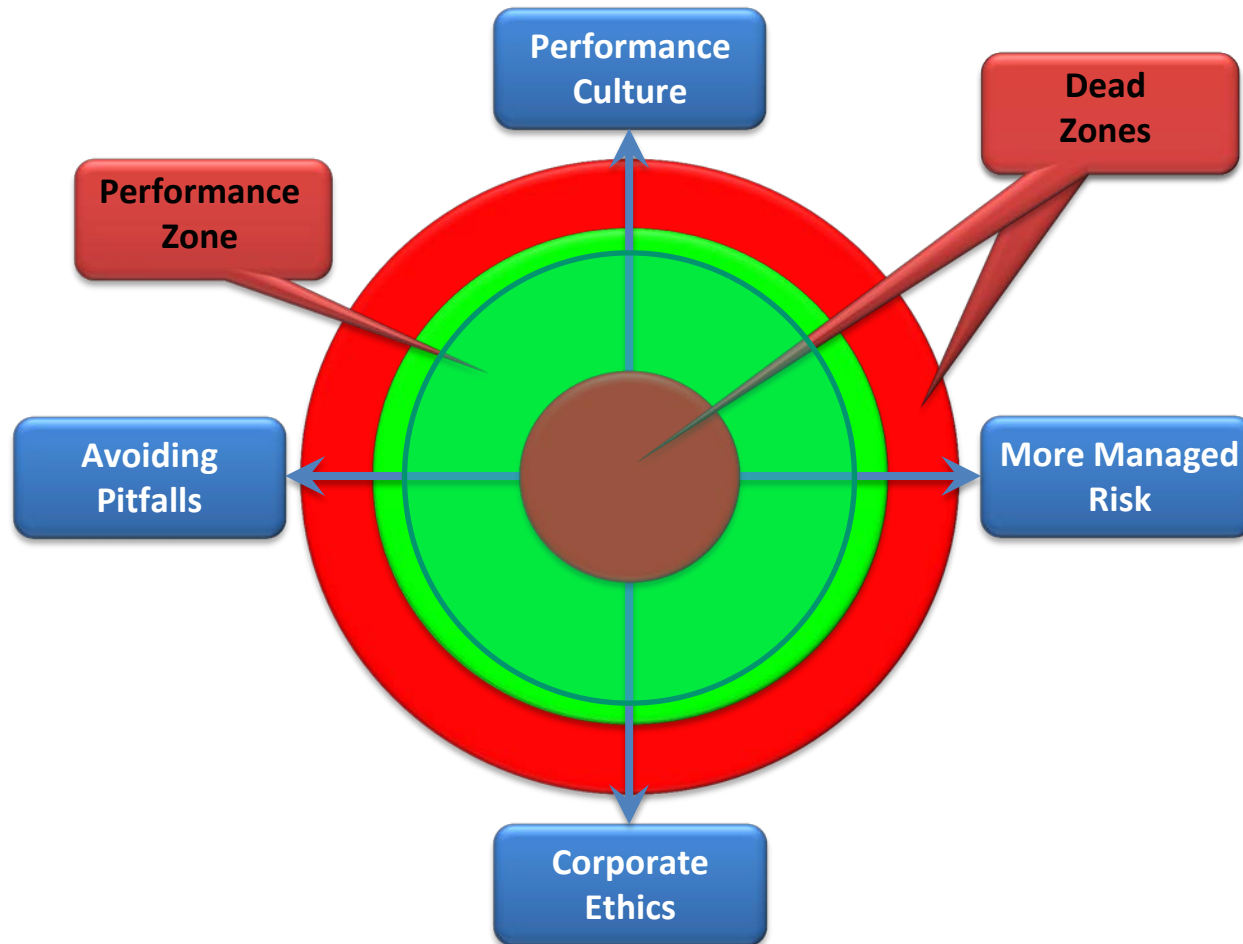 Performance
Culture
Dead
Zones
Performance
Zone
Avoiding
Pitfalls
More Managed
Risk
Corporate
Ethics